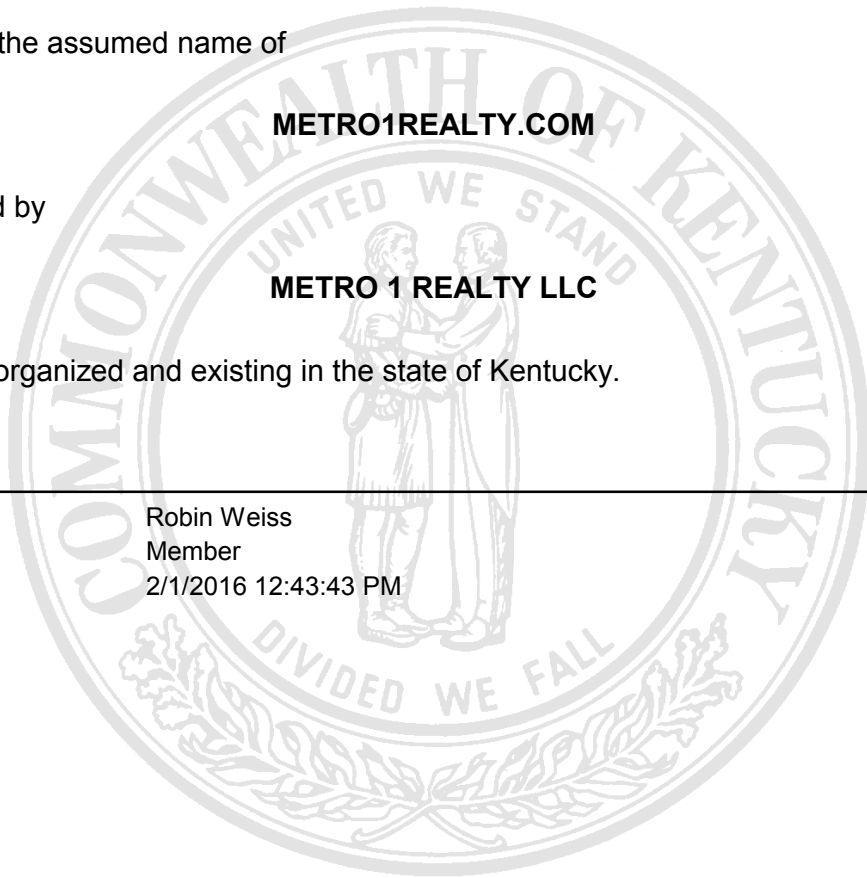 the assumed name of
METRO1REALTY.COM
d by
METRO 1 REALTY LLC
organized and existing in the state of Kentucky.
Robin Weiss
Member
2/1/2016 12:43:43 PM
COMMONWEALTH OF KENTUCKY
UNITED WE STAND
DIVIDED WE FALL